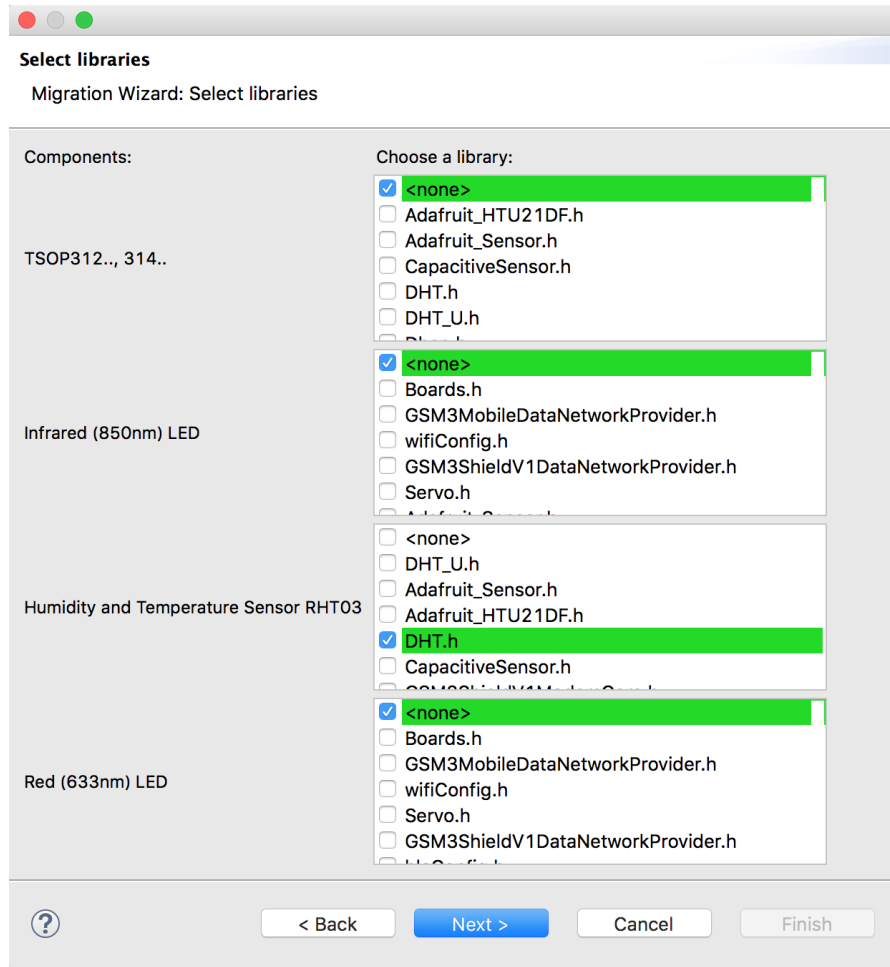 Select libraries
Migration Wizard: Select libraries
Components:
Choose a library:
TSOP312.., 314..
<none>
Adafruit_HTU21DF.h
Adafruit_Sensor.h
CapacitiveSensor.h
DHT.h
DHT_U.h
Infrared (850nm) LED
<none>
Boards.h
GSM3MobileDataNetworkProvider.h
wifiConfig.h
GSM3ShieldV1DataNetworkProvider.h
Servo.h
Humidity and Temperature Sensor RHT03
<none>
DHT_U.h
Adafruit_Sensor.h
Adafruit_HTU21DF.h
DHT.h
CapacitiveSensor.h
Red (633nm) LED
<none>
Boards.h
GSM3MobileDataNetworkProvider.h
wifiConfig.h
Servo.h
GSM3ShieldV1DataNetworkProvider.h
? < Back Next > Cancel Finish